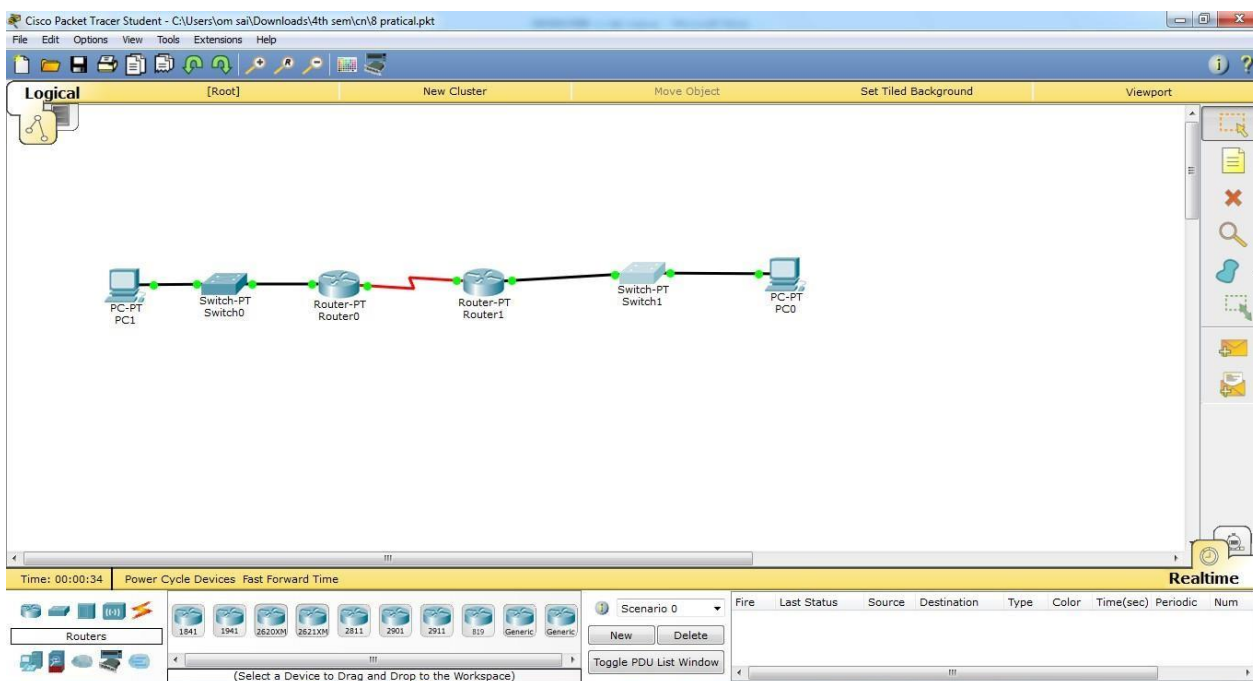 Cisco Packet Tracer Student - C:\Users\om sai\Downloads\4th sem\cn\8 pratical.pkt
File Edit Options View Tools Extensions Help
Logical [Root] New Cluster Move Object Set Tiled Background Viewport
PC-PT
PC1
Switch-PT
Switch0
Router-PT
Router0
Router-PT
Router1
Switch-PT
Switch1
PC-PT
PC0
Time: 00:00:34 Power Cycle Devices Fast Forward Time Realtime
Routers
1841 1941 2620XM 2621XM 2811 2901 2911 819 Generic Generic
(Select a Device to Drag and Drop to the Workspace)
Scenario 0
New Delete
Toggle PDU List Window
Fire Last Status Source Destination Type Color Time(sec) Periodic Num